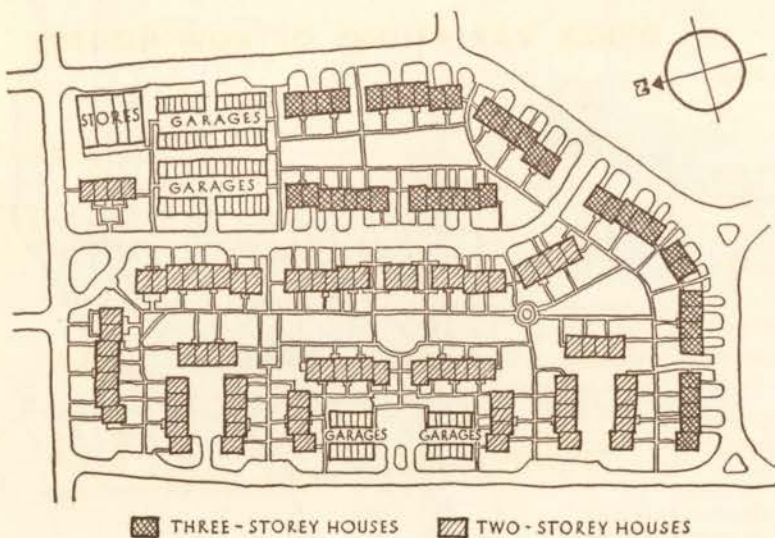 N
STORES
GARAGES
GARAGES
GARAGES
GARAGES
THREE-STOREY HOUSES
TWO-STOREY HOUSES